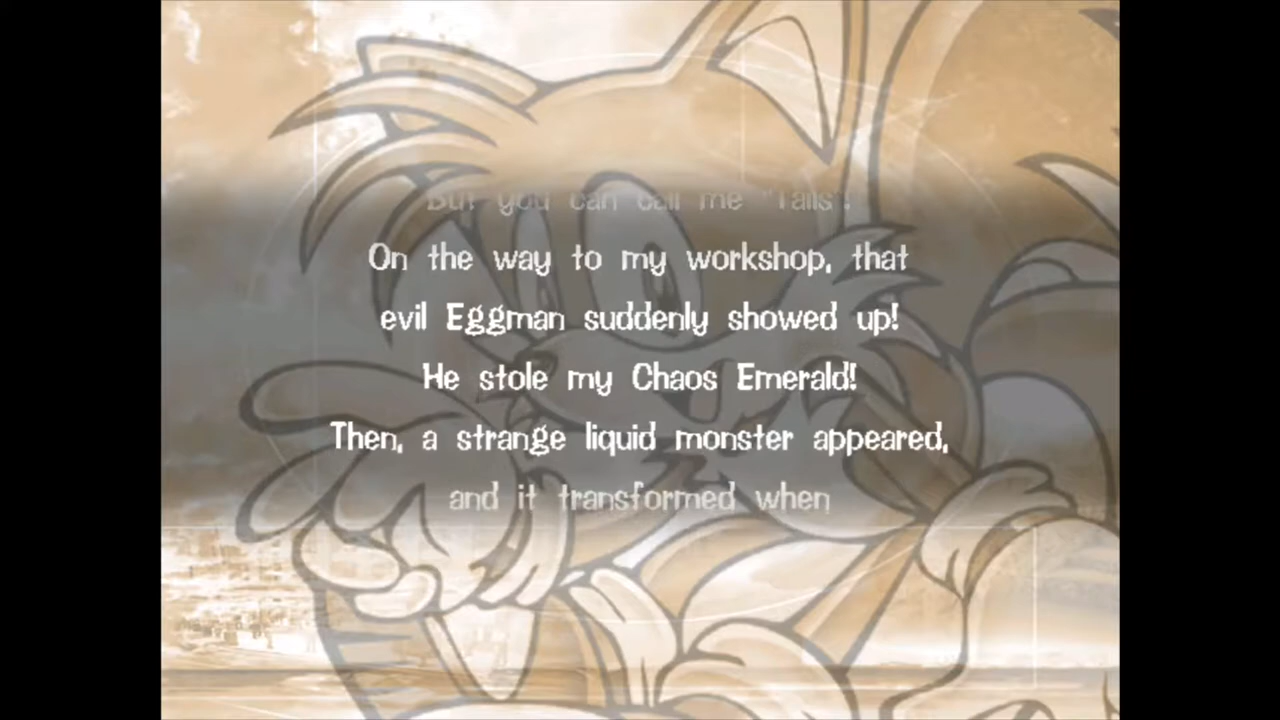 But you can call me "Tails"!
On the way to my workshop, that
evil Eggman suddenly showed up!
He stole my Chaos Emerald!
Then, a strange liquid monster appeared,
and it transformed when